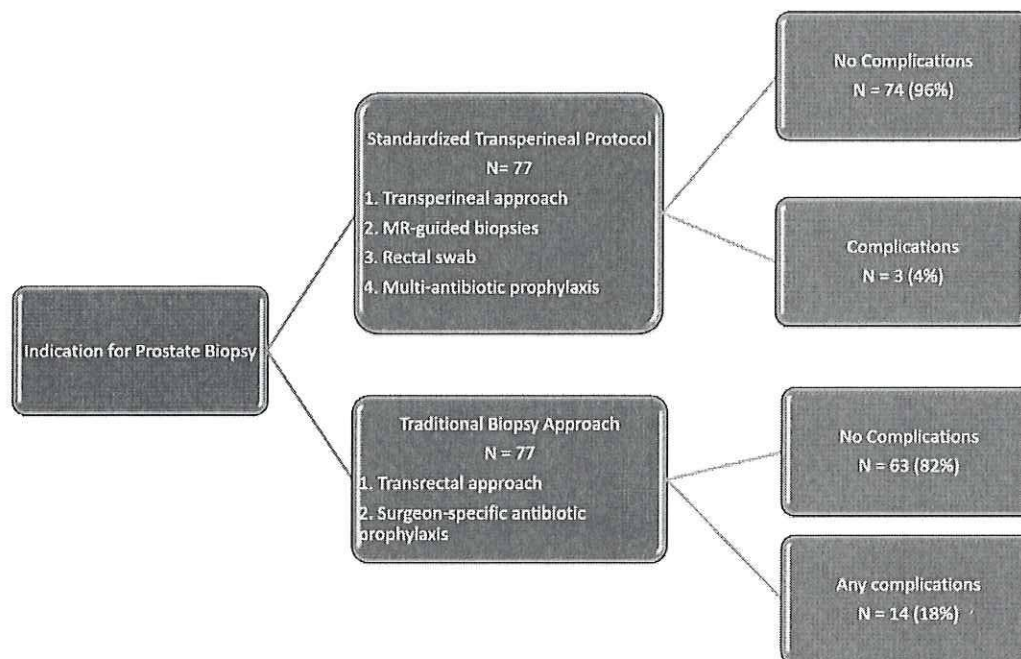 Indication for Prostate Biopsy
Standardized Transperineal Protocol
N= 77
1. Transperineal approach
2. MR-guided biopsies
3. Rectal swab
4. Multi-antibiotic prophylaxis
No Complications
N = 74 (96%)
Complications
N = 3 (4%)
Traditional Biopsy Approach
N = 77
1. Transrectal approach
2. Surgeon-specific antibiotic
prophylaxis
No Complications
N = 63 (82%)
Any complications
N = 14 (18%)